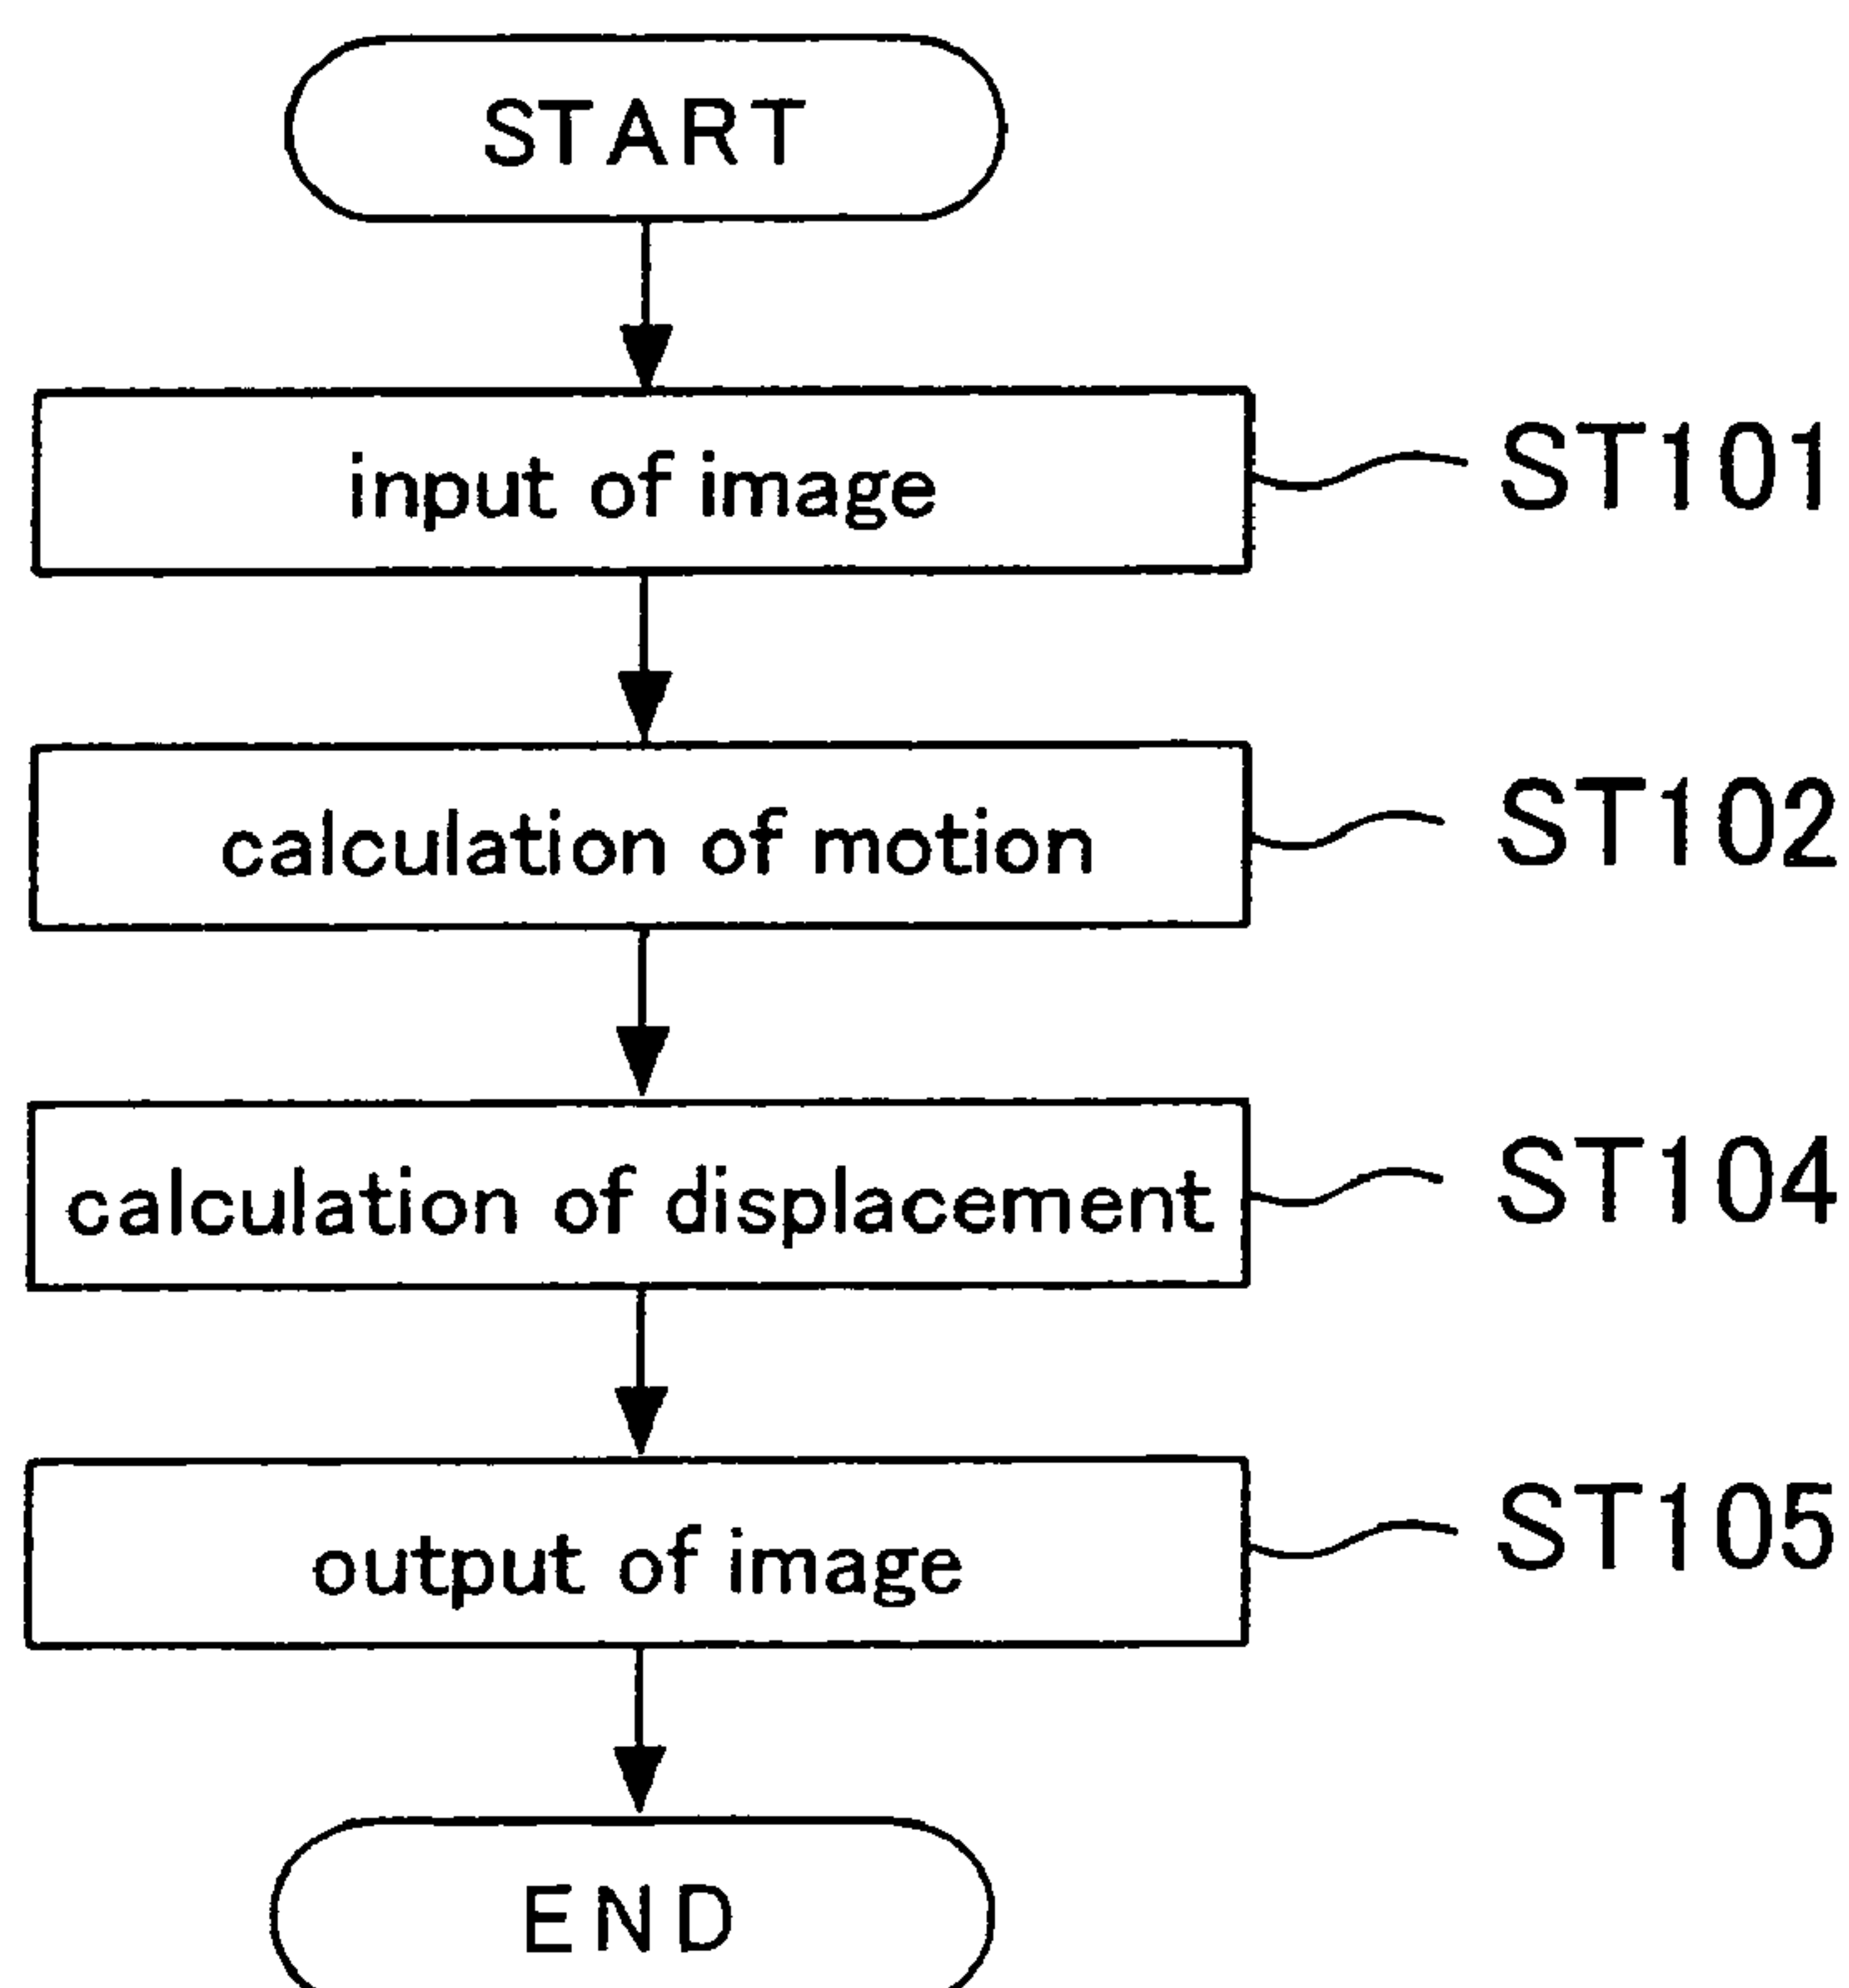 START
input of image
ST101
calculation of motion
ST102
calculation of displacement
ST104
output of image
ST105
END